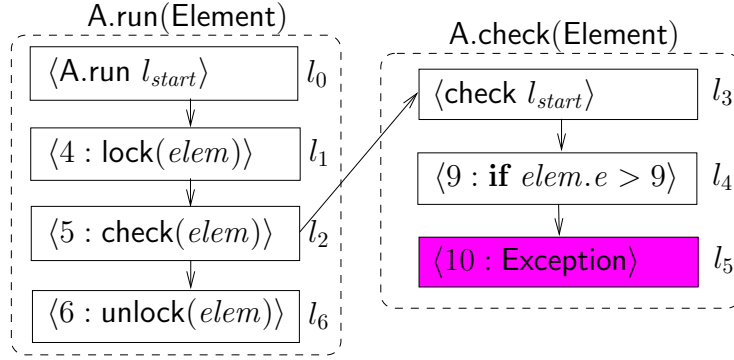 A.run(Element)
⟨A.run l_start⟩ l_0
⟨4 : lock(elem)⟩ l_1
⟨5 : check(elem)⟩ l_2
⟨6 : unlock(elem)⟩ l_6
A.check(Element)
⟨check l_start⟩ l_3
⟨9 : if elem.e > 9⟩ l_4
⟨10 : Exception⟩ l_5